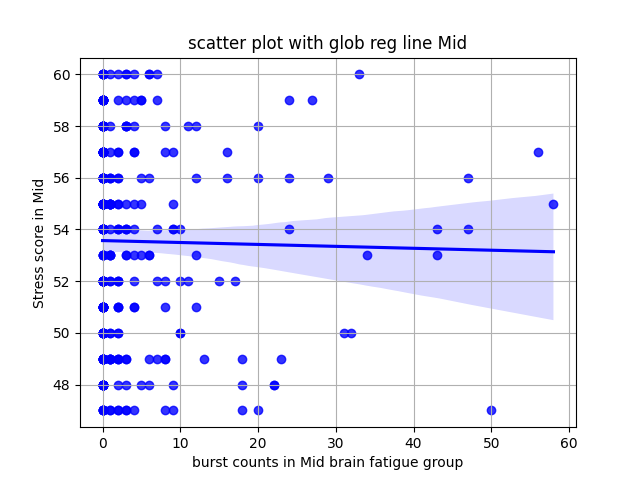 scatter plot with glob reg line Mid
60
58
56
54
52
50
48
Stress score in Mid
0 10 20 30 40 50 60
burst counts in Mid brain fatigue group